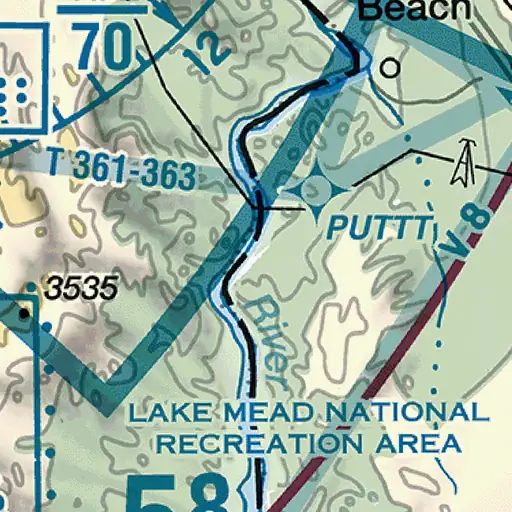 Beach
70
12
T 361-363
PUTTT
V-8
3535
River
LAKE MEAD NATIONAL
RECREATION AREA
58